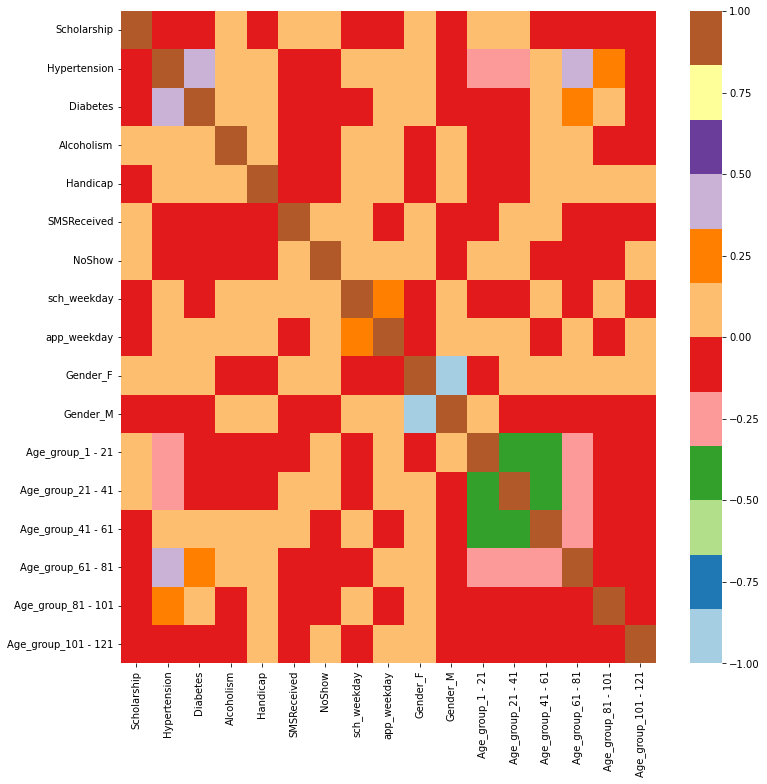 Scholarship
Hypertension
Diabetes
Alcoholism
Handicap
SMSReceived
NoShow
sch_weekday
app_weekday
Gender_F
Gender_M
Age_group_1 - 21
Age_group_21 - 41
Age_group_41 - 61
Age_group_61 - 81
Age_group_81 - 101
Age_group_101 - 121
Scholarship
Hypertension
Diabetes
Alcoholism
Handicap
SMSReceived
NoShow
sch_weekday
app_weekday
Gender_F
Gender_M
Age_group_1 - 21
Age_group_21 - 41
Age_group_41 - 61
Age_group_61 - 81
Age_group_81 - 101
Age_group_101 - 121
1.00
0.75
0.50
0.25
0.00
−0.25
−0.50
−0.75
−1.00